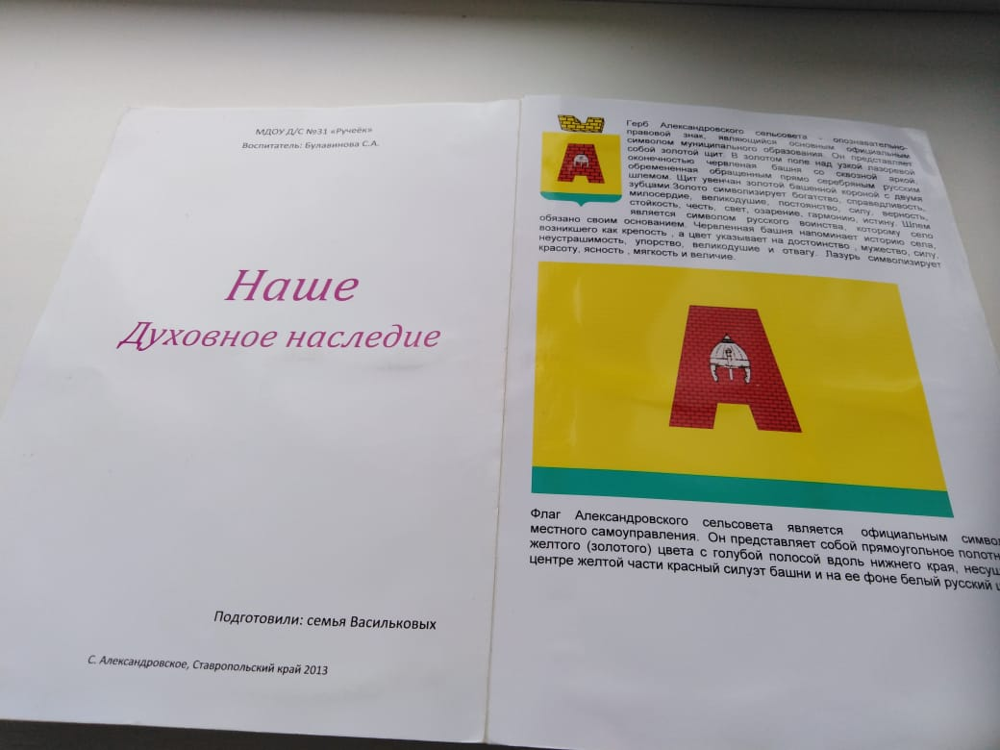 МДОУ Д/С №31 «Ручеёк»
Воспитатель: Булавинова С.А.
Наше
Духовное наследие
Подготовили: семья Васильковых
С. Александровское, Ставропольский край 2013
Герб Александровского сельсовета - опознавательно-
правовой знак, являющийся основным официальным
символом муниципального образования. Он представляет
собой золотой щит. В золотом поле над узкой лазоревой
оконечностью червленая башня со сквозной аркой,
обремененная обращенным прямо серебряным русским
шлемом. Щит увенчан золотой башенной короной с двумя
зубцами.Золото символизирует богатство, справедливость,
милосердие, великодушие, постоянство, силу, верность,
стойкость, честь, свет, озарение, гармонию, истину. Шлем
является символом русского воинства, которому село
обязано своим основанием. Червленная башня напоминает историю села,
возникшего как крепость , а цвет указывает на достоинство , мужество, силу,
неустрашимость, упорство, великодушие и отвагу. Лазурь символизирует
красоту, ясность , мягкость и величие.
А
Флаг Александровского сельсовета является официальным симво
местного самоуправления. Он представляет собой прямоугольное полотн
желтого (золотого) цвета с голубой полосой вдоль нижнего края, несущ
центре желтой части красный силуэт башни и на ее фоне белый русский